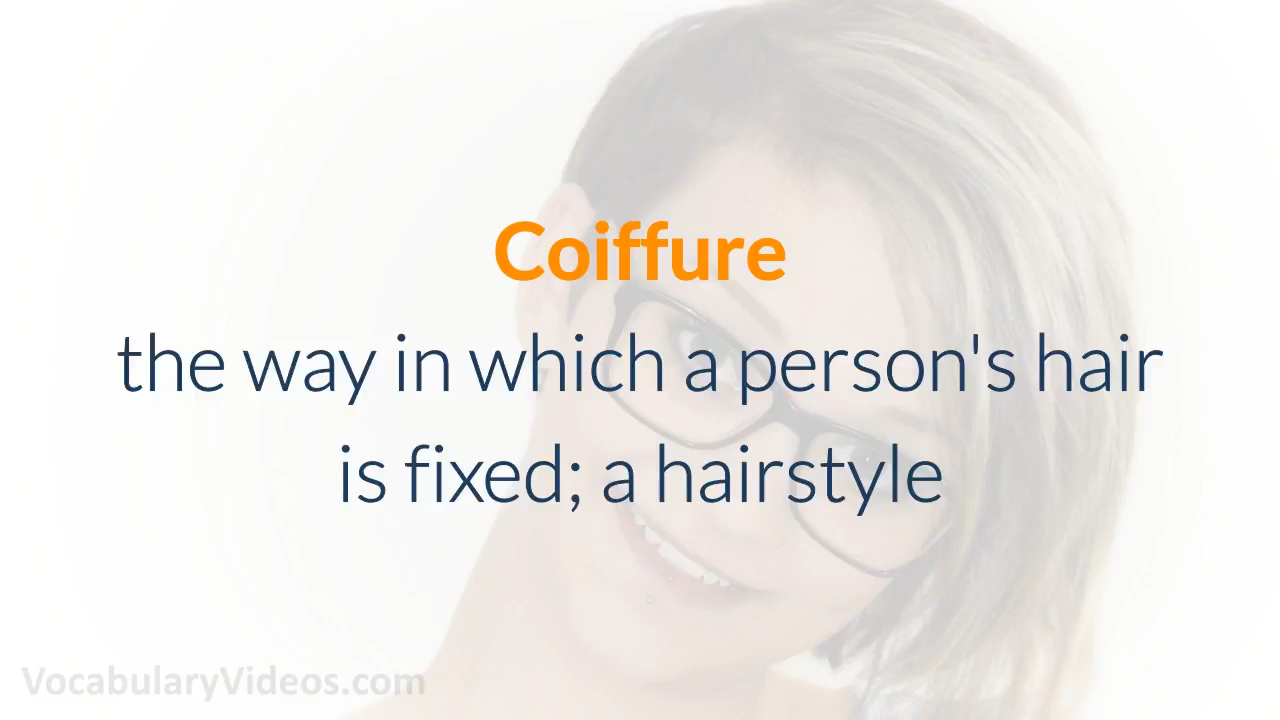 Coiffure
the way in which a person's hair
is fixed; a hairstyle
VocabularyVideos.com